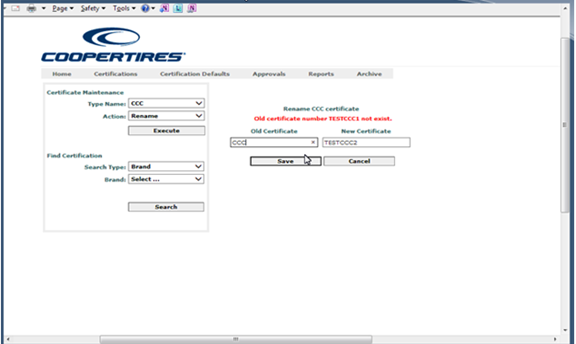 Page Safety Tools
COOPERTIRES
Home Certifications Certification Defaults Approvals Reports Archive
Certificate Maintenance
Type Name: CCC
Action: Rename
Execute
Find Certification
Search Type: Brand
Brand: Select ...
Search
Rename CCC certificate
Old certificate number TESTCCC1 not exist.
Old Certificate New Certificate
CCC × TESTCCC2
Save Cancel